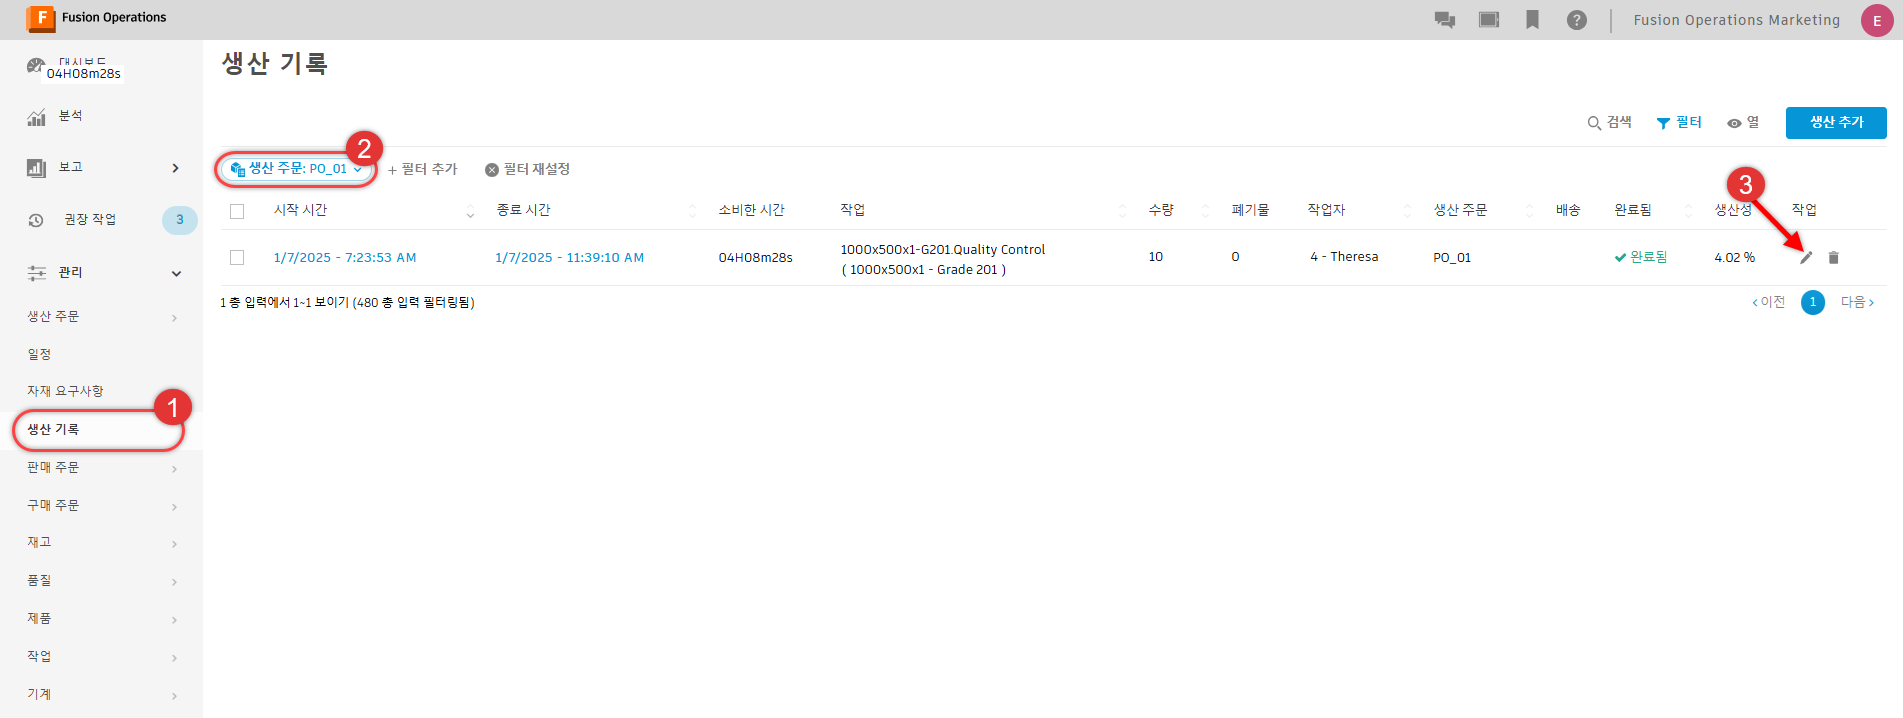 F Fusion Operations
Fusion Operations Marketing E
04H08m28s
분석
보고
권장 작업 3
관리
생산 주문
일정
자재 요구사항
생산 기록 1
판매 주문
구매 주문
재고
품질
제품
작업
기계
생산 기록
검색 필터 열 생산 추가
생산 주문: PO_01 2 + 필터 추가 필터 재설정
3
시작 시간 종료 시간 소비한 시간 작업 수량 폐기물 작업자 생산 주문 배송 완료됨 생산성 작업
1/7/2025 - 7:23:53 AM 1/7/2025 - 11:39:10 AM 04H08m28s 1000x500x1-G201.Quality Control 10 0 4 - Theresa PO_01 완료됨 4.02 %
( 1000x500x1 - Grade 201 )
1 총 입력에서 1~1 보이기 (480 총 입력 필터링됨) ‹ 이전 1 다음 ›